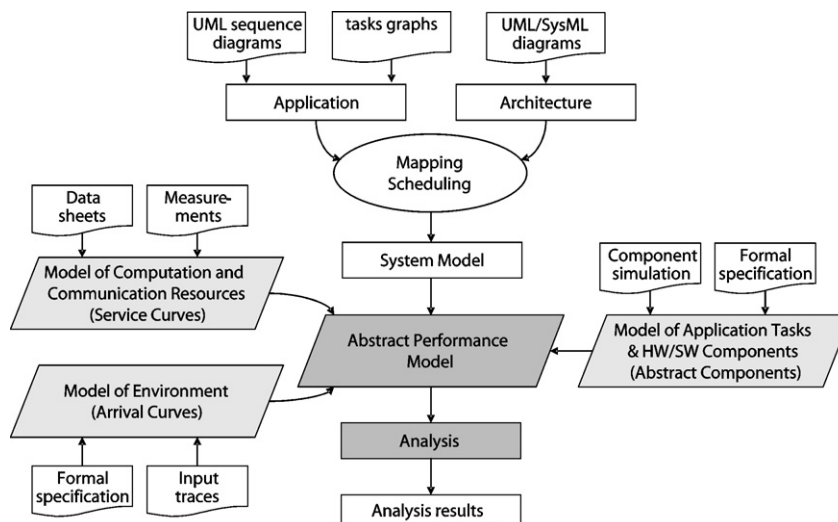 UML sequence
diagrams
tasks graphs
UML/SysML
diagrams
Application
Architecture
Mapping
Scheduling
Data
sheets
Measure-
ments
System Model
Component
simulation
Formal
specification
Model of Computation and
Communication Resources
(Service Curves)
Abstract Performance
Model
Model of Application Tasks
& HW/SW Components
(Abstract Components)
Model of Environment
(Arrival Curves)
Analysis
Formal
specification
Input
traces
Analysis results